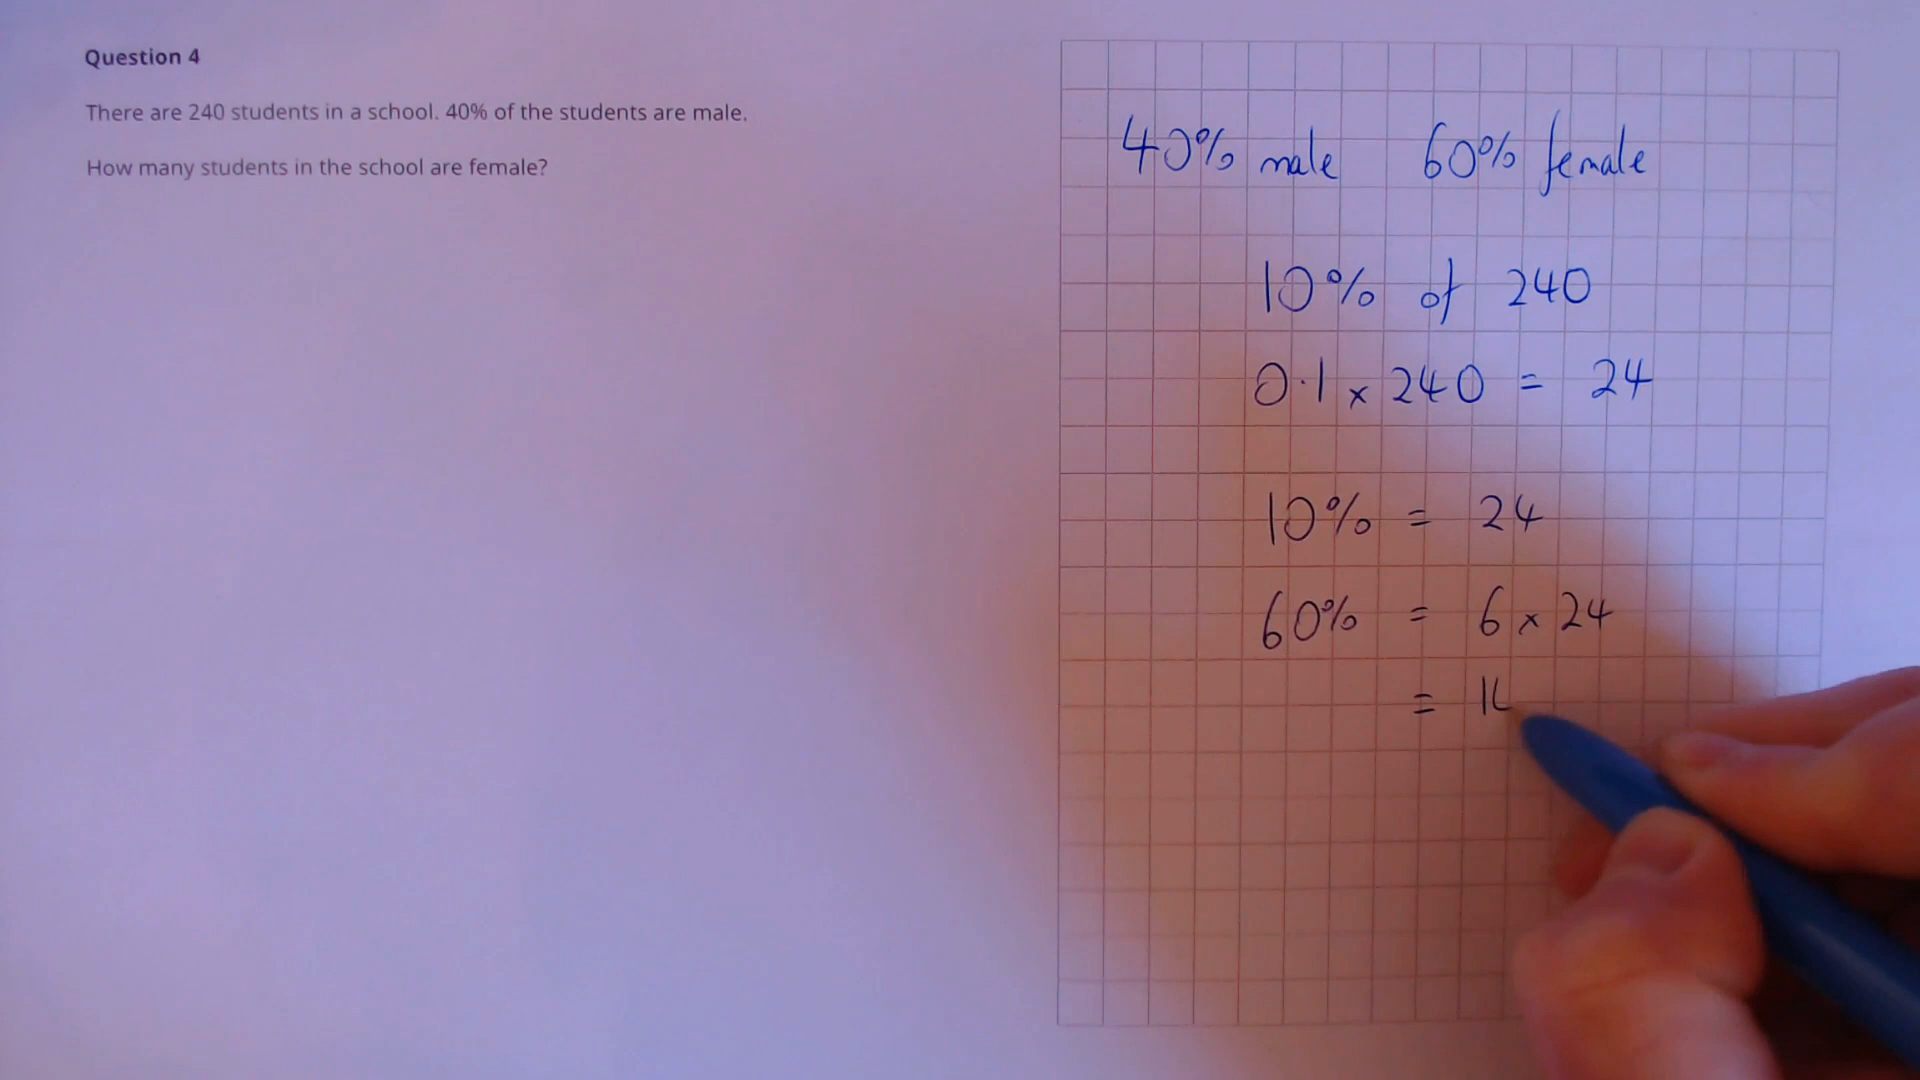 Question 4
There are 240 students in a school. 40% of the students are male.
How many students in the school are female?
40% male 60% female
10% of 240
0·1 × 240 = 24
10% = 24
60% = 6 × 24
= 1